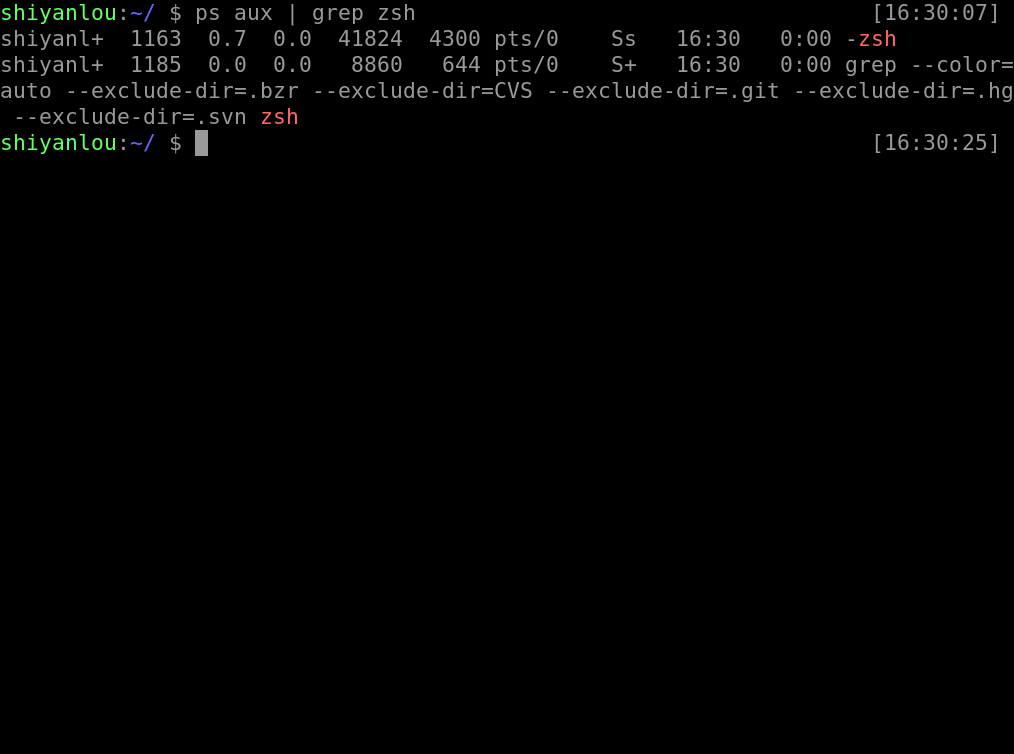 shiyanlou:~/ $ ps aux | grep zsh                                   [16:30:07]
shiyanl+  1163  0.7  0.0  41824  4300 pts/0    Ss   16:30   0:00 -zsh
shiyanl+  1185  0.0  0.0   8860   644 pts/0    S+   16:30   0:00 grep --color=
auto --exclude-dir=.bzr --exclude-dir=CVS --exclude-dir=.git --exclude-dir=.hg
 --exclude-dir=.svn zsh
shiyanlou:~/ $                                                     [16:30:25]